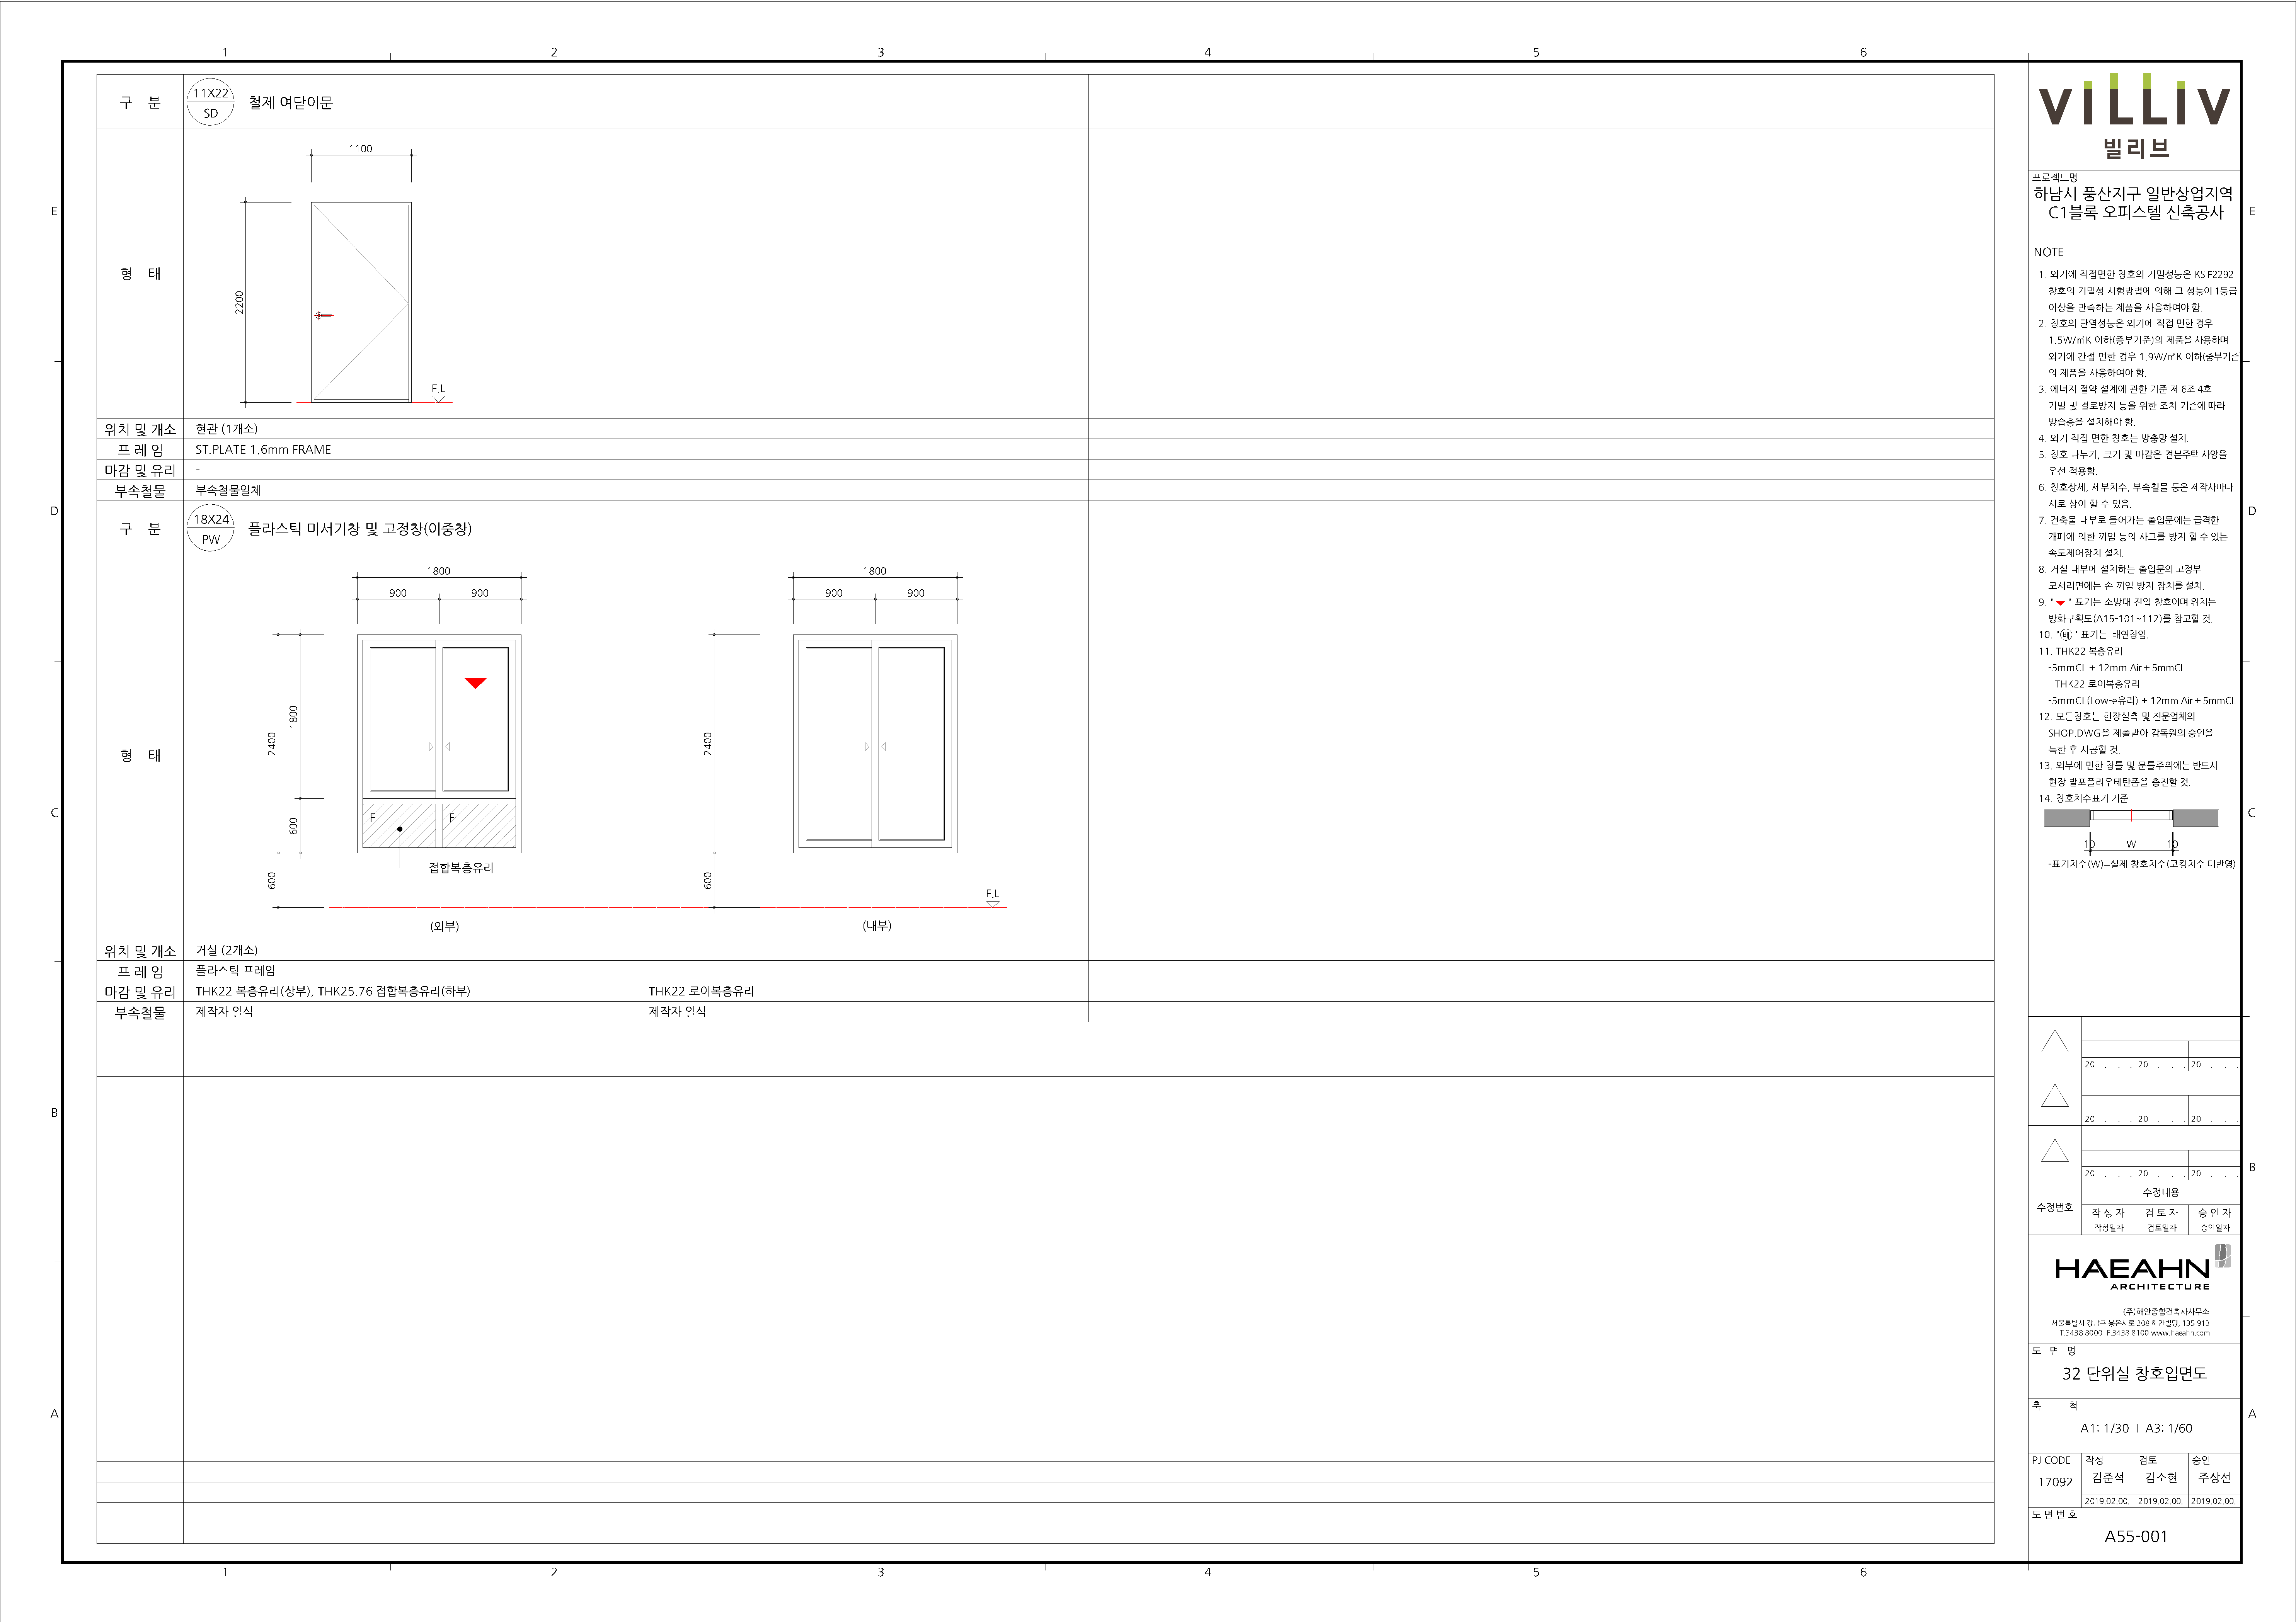 1 2 3 4 5 6
구 분
11X22
SD
철제 여닫이문
1100
2200
F.L
형 태
위치 및 개소 현관 (1개소)
프 레 임 ST.PLATE 1.6mm FRAME
마감 및 유리 -
부속철물 부속철물일체
구 분
18X24
PW
플라스틱 미서기창 및 고정창(이중창)
1800
900 900
1800
900 900
2400
1800
600
600
F F
접합복층유리
2400
600
F.L
형 태
(외부) (내부)
위치 및 개소 거실 (2개소)
프 레 임 플라스틱 프레임
마감 및 유리 THK22 복층유리(상부), THK25.76 접합복층유리(하부) THK22 로이복층유리
부속철물 제작자 일식 제작자 일식
E
D
C
B
A
E
D
C
B
A
1 2 3 4 5 6
VILLIV
빌리브
프로젝트명
하남시 풍산지구 일반상업지역
C1블록 오피스텔 신축공사
NOTE
1. 외기에 직접면한 창호의 기밀성능은 KS F2292
창호의 기밀성 시험방법에 의해 그 성능이 1등급
이상을 만족하는 제품을 사용하여야 함.
2. 창호의 단열성능은 외기에 직접 면한 경우
1.5W/㎡K 이하(중부기준)의 제품을 사용하며
외기에 간접 면한 경우 1.9W/㎡K 이하(중부기준
의 제품을 사용하여야 함.
3. 에너지 절약 설계에 관한 기준 제 6조 4호
기밀 및 결로방지 등을 위한 조치 기준에 따라
방습층을 설치해야 함.
4. 외기 직접 면한 창호는 방충망 설치.
5. 창호 나누기, 크기 및 마감은 견본주택 사양을
우선 적용함.
6. 창호상세, 세부치수, 부속철물 등은 제작사마다
서로 상이 할 수 있음.
7. 건축물 내부로 들어가는 출입문에는 급격한
개폐에 의한 끼임 등의 사고를 방지 할 수 있는
속도제어장치 설치.
8. 거실 내부에 설치하는 출입문의 고정부
모서리면에는 손 끼임 방지 장치를 설치.
9. "▼" 표기는 소방대 진입 창호이며 위치는
방화구획도(A15-101~112)를 참고할 것.
10. "배" 표기는 배연창임.
11. THK22 복층유리
-5mmCL + 12mm Air + 5mmCL
THK22 로이복층유리
-5mmCL(Low-e유리) + 12mm Air + 5mmCL
12. 모든창호는 현장실측 및 전문업체의
SHOP.DWG을 제출받아 감독원의 승인을
득한 후 시공할 것.
13. 외부에 면한 창틀 및 문틀주위에는 반드시
현장 발포폴리우레탄폼을 충진할 것.
14. 창호치수표기 기준
10 W 10
-표기치수(W)=실제 창호치수(코킹치수 미반영)
20 . . . 20 . . . 20 . . .
20 . . . 20 . . . 20 . . .
20 . . . 20 . . . 20 . . .
수정번호
수정내용
작 성 자 검 토 자 승 인 자
작성일자 검토일자 승인일자
HAEAHN
ARCHITECTURE
(주)해안종합건축사사무소
서울특별시 강남구 봉은사로 208 해안빌딩, 135-913
T.3438 8000 F.3438 8100 www.haeahn.com
도 면 명
32 단위실 창호입면도
축 척
A1: 1/30 I A3: 1/60
PJ CODE 작성 검토 승인
17092 김준석 김소현 주상선
2019.02.00. 2019.02.00. 2019.02.00.
도 면 번 호
A55-001